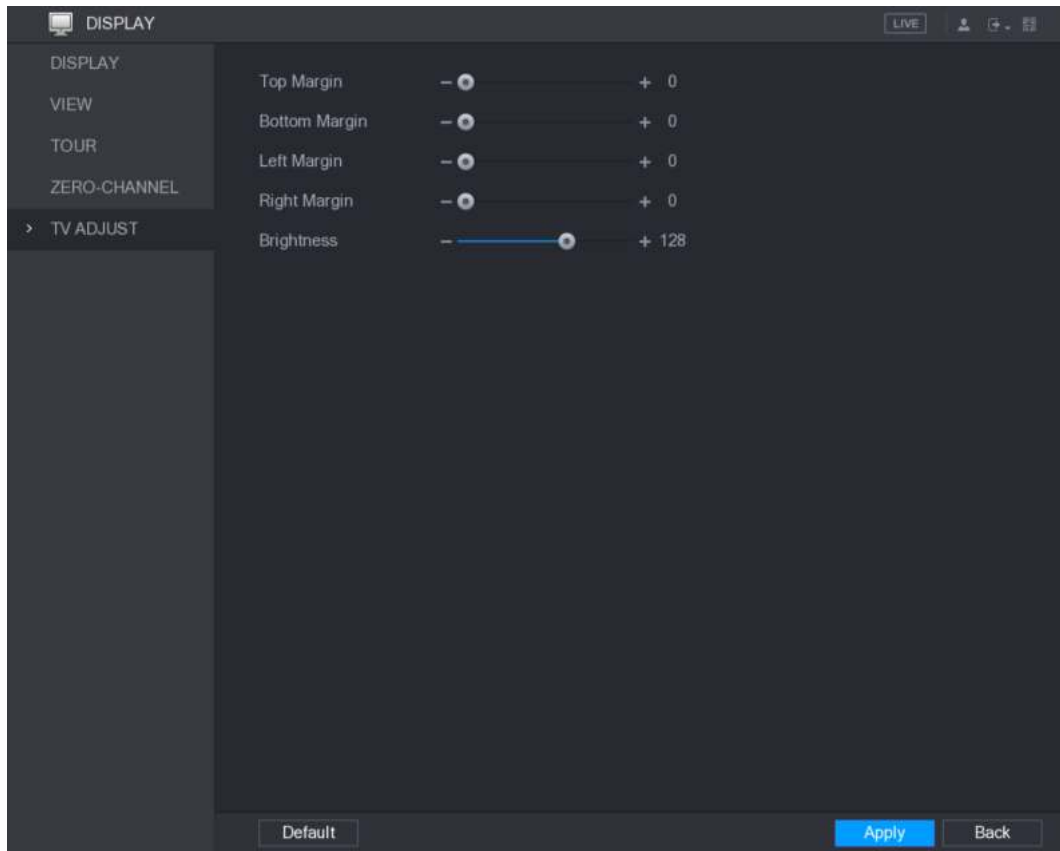 DISPLAY
LIVE
DISPLAY
VIEW
TOUR
ZERO-CHANNEL
> TV ADJUST
Top Margin - + 0
Bottom Margin - + 0
Left Margin - + 0
Right Margin - + 0
Brightness - + 128
Default
Apply
Back